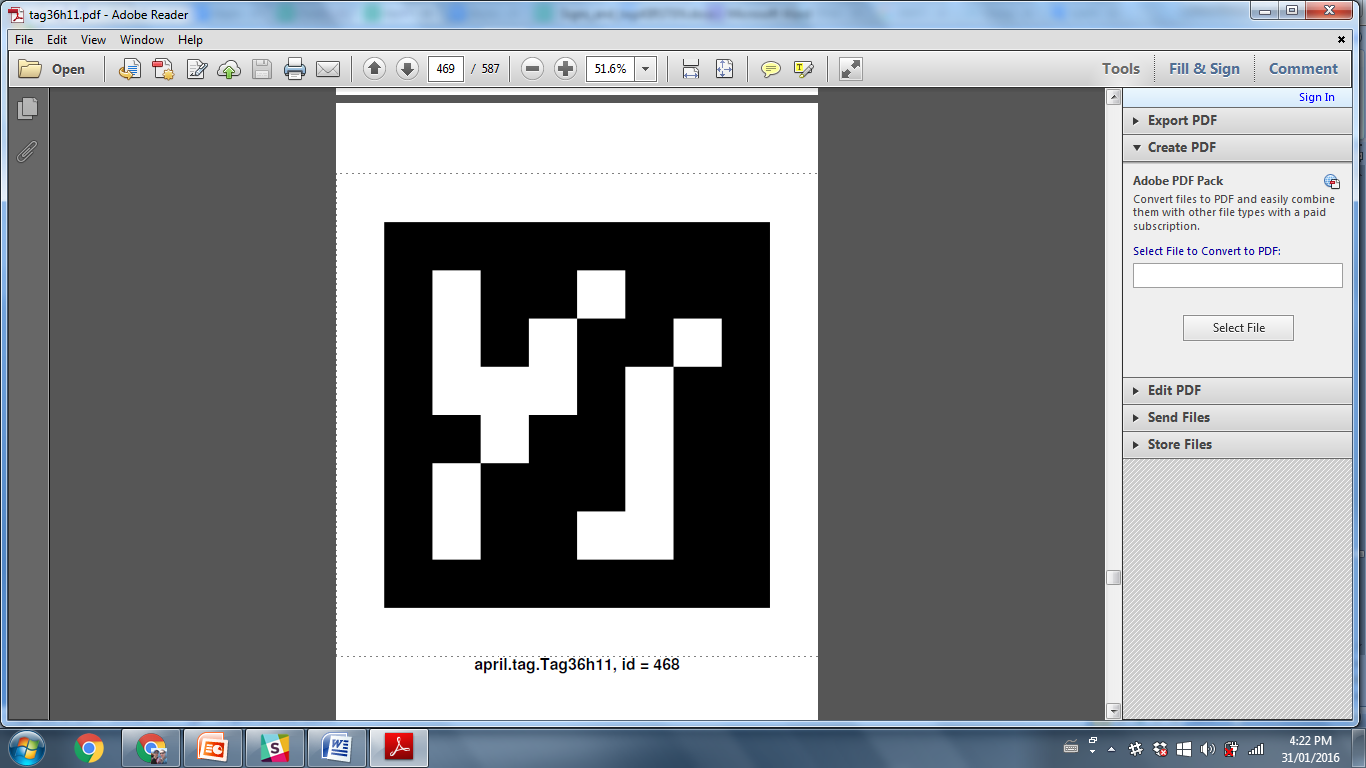 tag36h11.pdf - Adobe Reader
File Edit View Window Help
Open 469 / 587 51.6% Tools Fill & Sign Comment
Sign In
Export PDF
Create PDF
Adobe PDF Pack
Convert files to PDF and easily combine
them with other file types with a paid
subscription.
Select File to Convert to PDF:
Select File
Edit PDF
Send Files
Store Files
april.tag.Tag36h11, id = 468
4:22 PM
31/01/2016